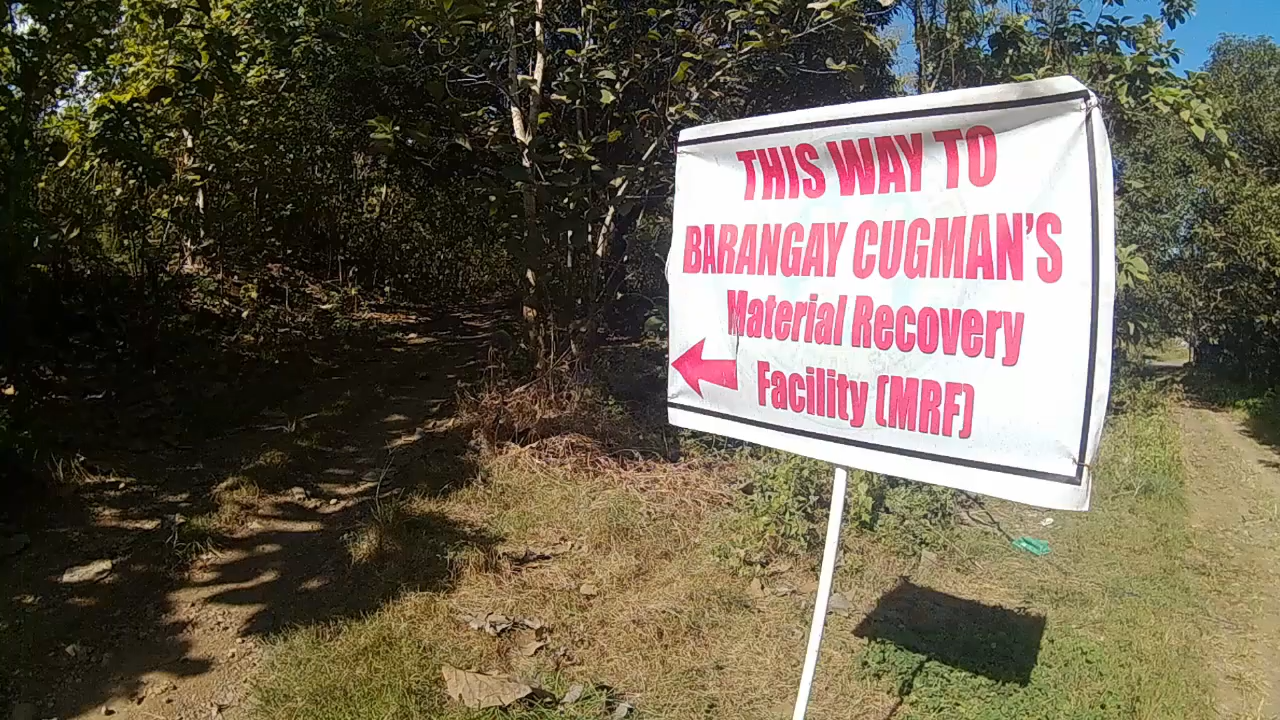 THIS WAY TO
BARANGAY CUGMAN'S
Material Recovery
Facility (MRF)